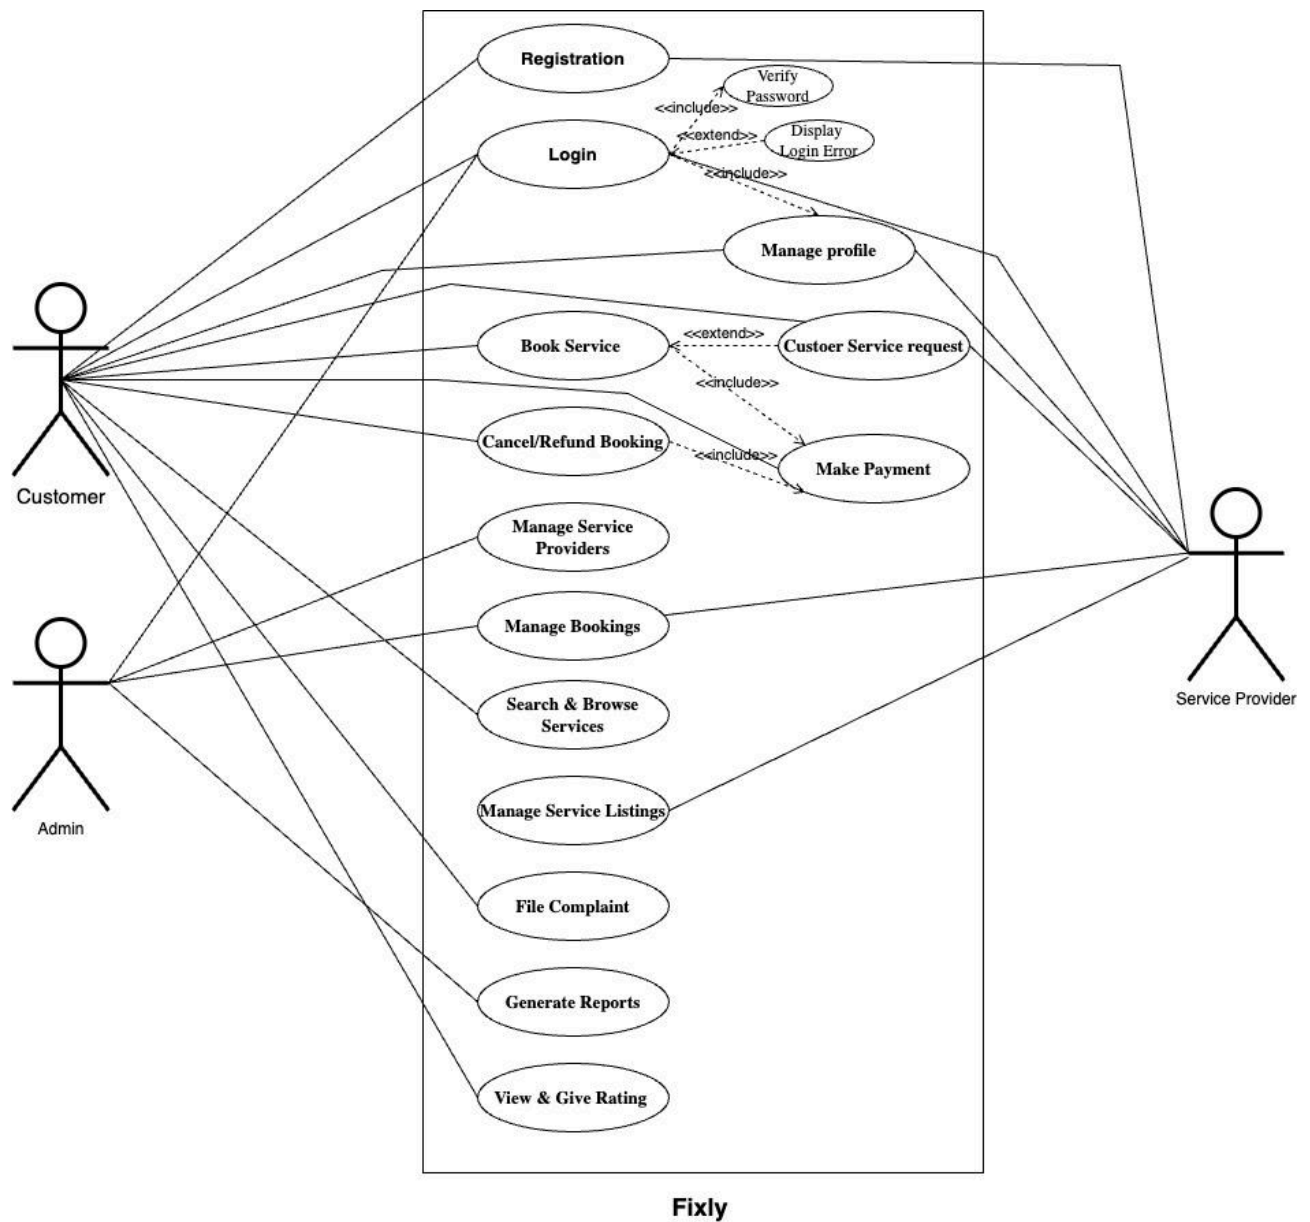 Registration
Verify
Password
<<include>>
<<extend>>
Display
Login Error
Login
<<include>>
Manage profile
Book Service
<<extend>>
Custoer Service request
<<include>>
Cancel/Refund Booking
<<include>>
Make Payment
Customer
Manage Service
Providers
Manage Bookings
Search & Browse
Services
Service Provider
Manage Service Listings
Admin
File Complaint
Generate Reports
View & Give Rating
Fixly